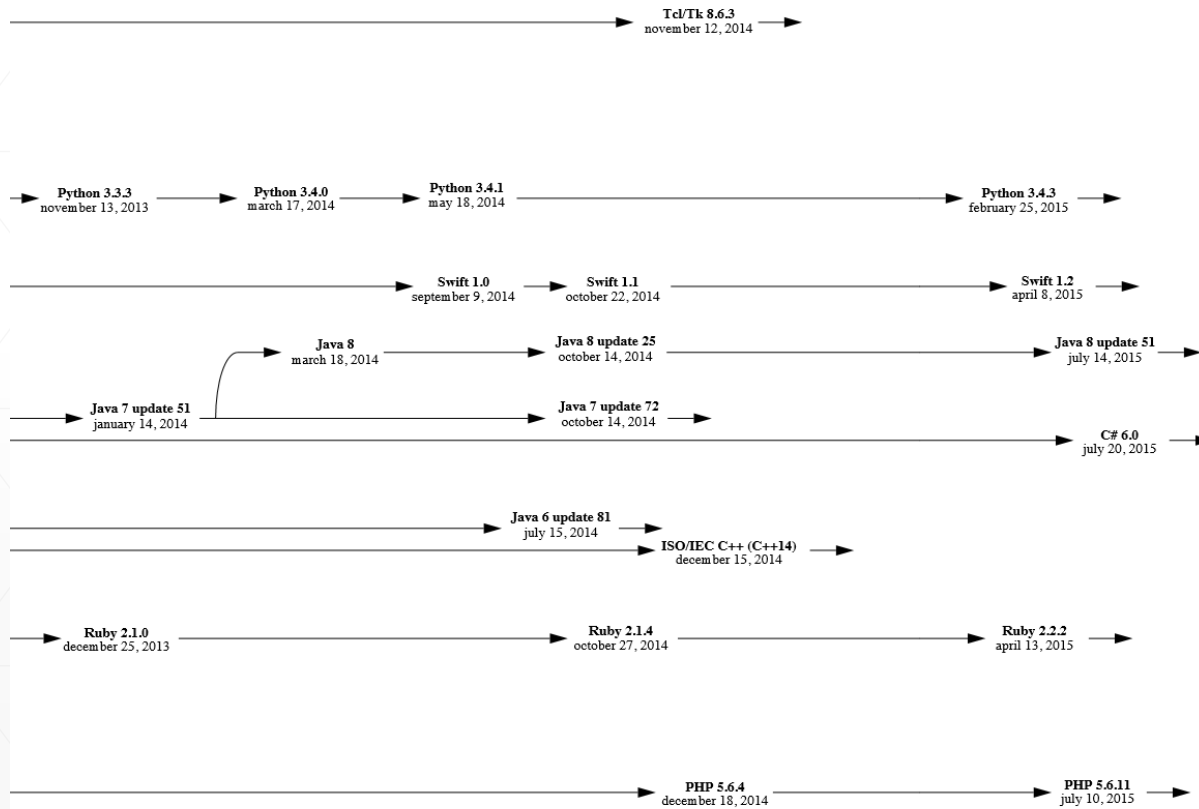 Tcl/Tk 8.6.3
november 12, 2014
Python 3.3.3
november 13, 2013
Python 3.4.0
march 17, 2014
Python 3.4.1
may 18, 2014
Python 3.4.3
february 25, 2015
Swift 1.0
september 9, 2014
Swift 1.1
october 22, 2014
Swift 1.2
april 8, 2015
Java 8
march 18, 2014
Java 8 update 25
october 14, 2014
Java 8 update 51
july 14, 2015
Java 7 update 51
january 14, 2014
Java 7 update 72
october 14, 2014
C# 6.0
july 20, 2015
Java 6 update 81
july 15, 2014
ISO/IEC C++ (C++14)
december 15, 2014
Ruby 2.1.0
december 25, 2013
Ruby 2.1.4
october 27, 2014
Ruby 2.2.2
april 13, 2015
PHP 5.6.4
december 18, 2014
PHP 5.6.11
july 10, 2015